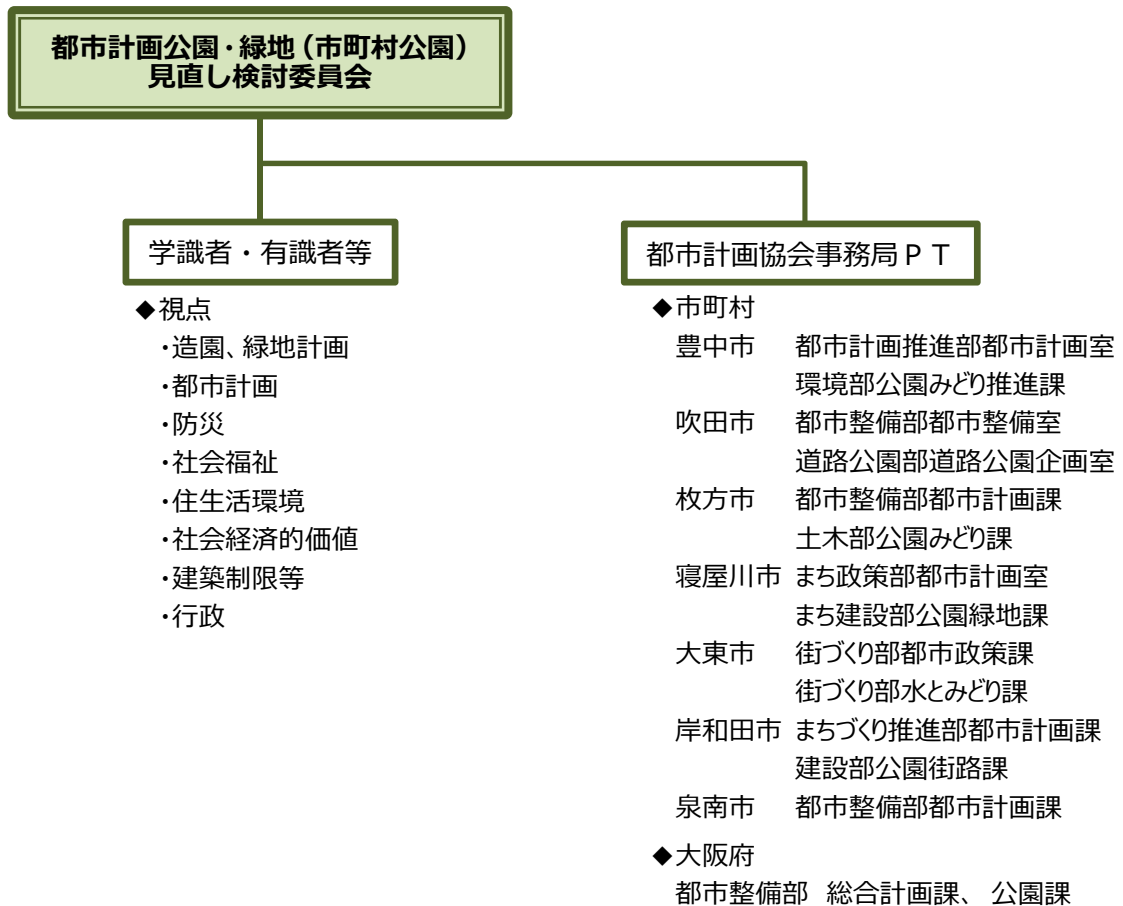 都市計画公園・緑地（市町村公園）
見直し検討委員会
学識者・有識者等
◆視点
・造園、緑地計画
・都市計画
・防災
・社会福祉
・住生活環境
・社会経済的価値
・建築制限等
・行政
都市計画協会事務局ＰＴ
◆市町村
豊中市 都市計画推進部都市計画室
環境部公園みどり推進課
吹田市 都市整備部都市整備室
道路公園部道路公園企画室
枚方市 都市整備部都市計画課
土木部公園みどり課
寝屋川市 まち政策部都市計画室
まち建設部公園緑地課
大東市 街づくり部都市政策課
街づくり部水とみどり課
岸和田市 まちづくり推進部都市計画課
建設部公園街路課
泉南市 都市整備部都市計画課
◆大阪府
都市整備部 総合計画課、公園課